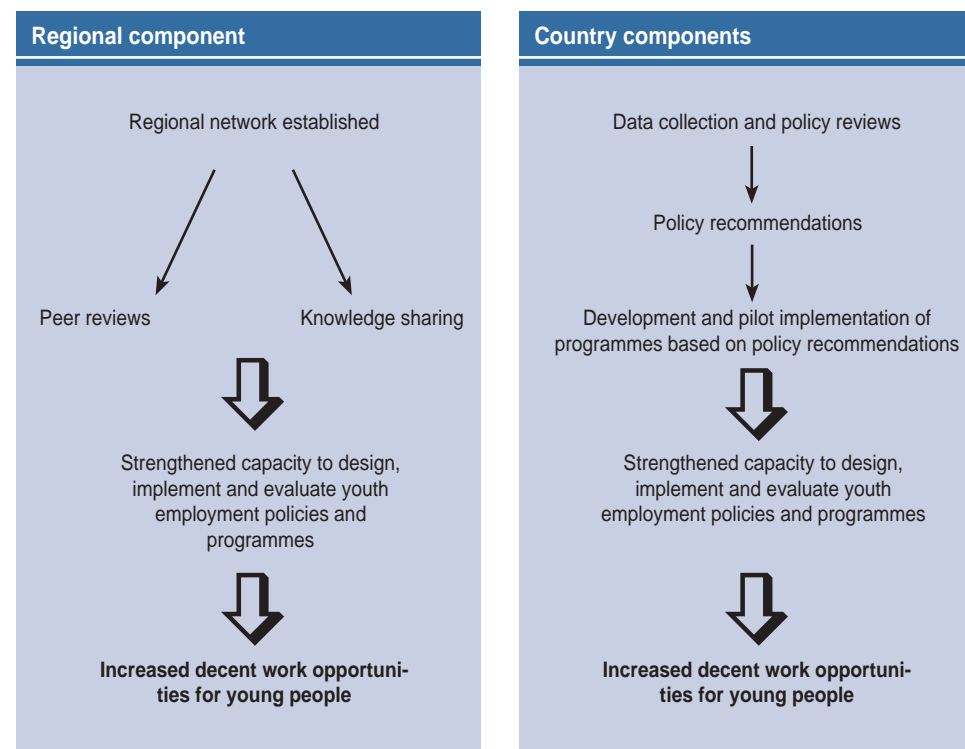 Regional component
Regional network established
Peer reviews
Knowledge sharing
Strengthened capacity to design,
implement and evaluate youth
employment policies and
programmes
Increased decent work opportuni-
ties for young people
Country components
Data collection and policy reviews
Policy recommendations
Development and pilot implementation of
programmes based on policy recommendations
Strengthened capacity to design,
implement and evaluate youth
employment policies and programmes
Increased decent work opportuni-
ties for young people